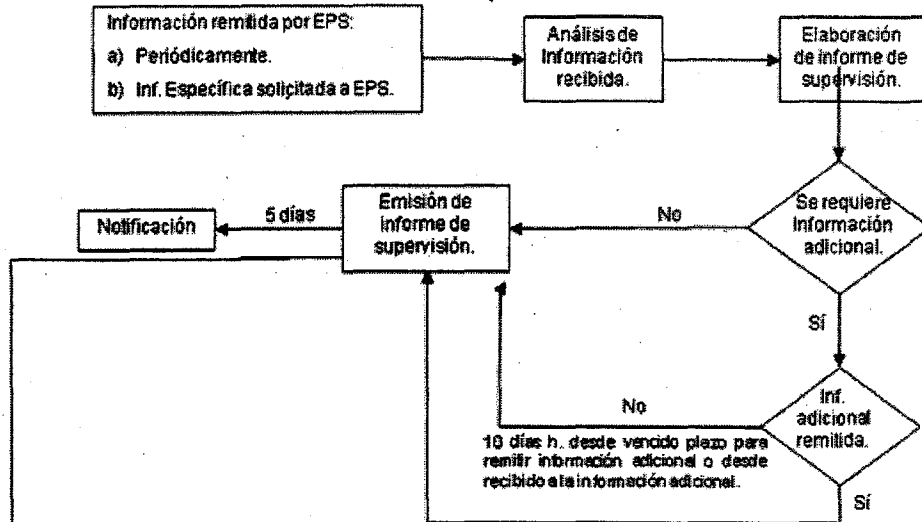 Información remitida por EPS:
a) Periódicamente.
b) Inf. Específica solicitada a EPS.
Análisis de
Información
recibida.
Elaboración
de informe de
supervisión.
Se requiere
Información
adicional.
No
Emisión de
informe de
supervisión.
5 días
Notificación
Sí
Inf.
adicional
remitida.
No
10 días h. desde vencido plazo para
remitir información adicional o desde
recibido a la información adicional.
Sí